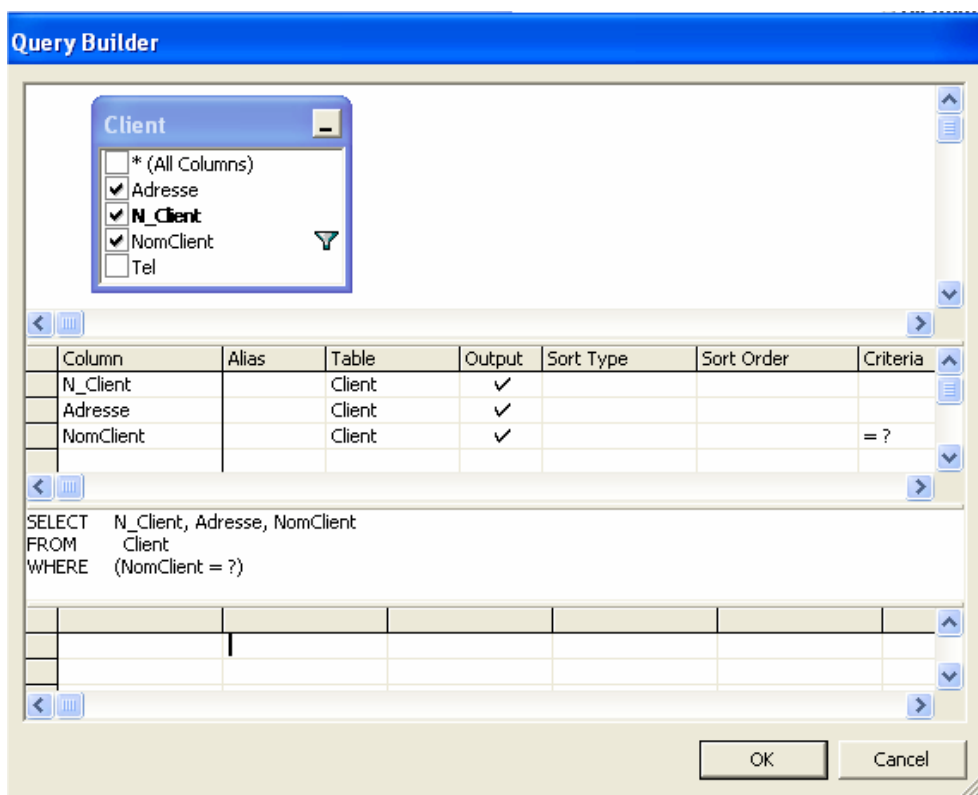 Query Builder
Client
* (All Columns)
Adresse
N_Client
NomClient
Tel
Column Alias Table Output Sort Type Sort Order Criteria
N_Client Client
Adresse Client
NomClient Client = ?
SELECT N_Client, Adresse, NomClient
FROM Client
WHERE (NomClient = ?)
OK Cancel